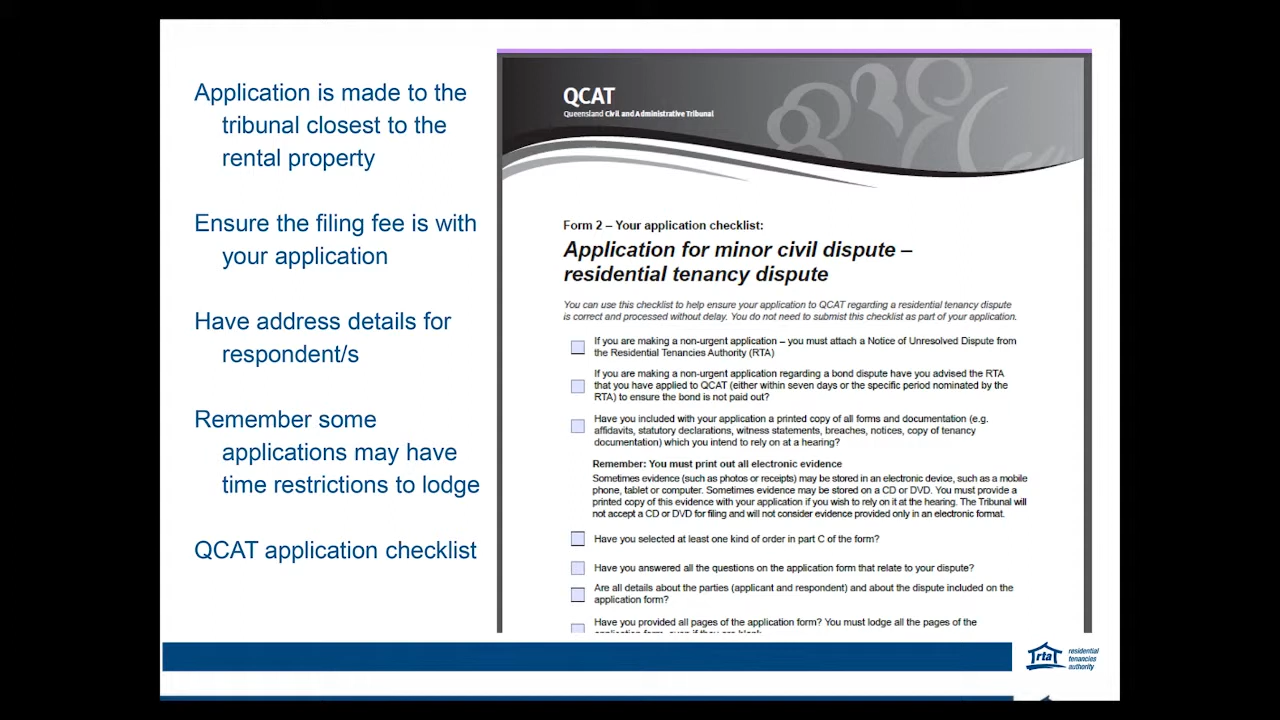 Application is made to the
tribunal closest to the
rental property
Ensure the filing fee is with
your application
Have address details for
respondent/s
Remember some
applications may have
time restrictions to lodge
QCAT application checklist
QCAT
Queensland Civil and Administrative Tribunal
Form 2 – Your application checklist:
Application for minor civil dispute –
residential tenancy dispute
You can use this checklist to help ensure your application to QCAT regarding a residential tenancy dispute
is correct and processed without delay. You do not need to submist this checklist as part of your application.
If you are making a non-urgent application – you must attach a Notice of Unresolved Dispute from
the Residential Tenancies Authority (RTA)
If you are making a non-urgent application regarding a bond dispute have you advised the RTA
that you have applied to QCAT (either within seven days or the specific period nominated by the
RTA) to ensure the bond is not paid out?
Have you included with your application a printed copy of all forms and documentation (e.g.
affidavits, statutory declarations, witness statements, breaches, notices, copy of tenancy
documentation) which you intend to rely on at a hearing?
Remember: You must print out all electronic evidence
Sometimes evidence (such as photos or receipts) may be stored in an electronic device, such as a mobile
phone, tablet or computer. Sometimes evidence may be stored on a CD or DVD. You must provide a
printed copy of this evidence with your application if you wish to rely on it at the hearing. The Tribunal will
not accept a CD or DVD for filing and will not consider evidence provided only in an electronic format.
Have you selected at least one kind of order in part C of the form?
Have you answered all the questions on the application form that relate to your dispute?
Are all details about the parties (applicant and respondent) and about the dispute included on the
application form?
Have you provided all pages of the application form? You must lodge all the pages of the
application form, even if they are blank
rta
residential
tenancies
authority